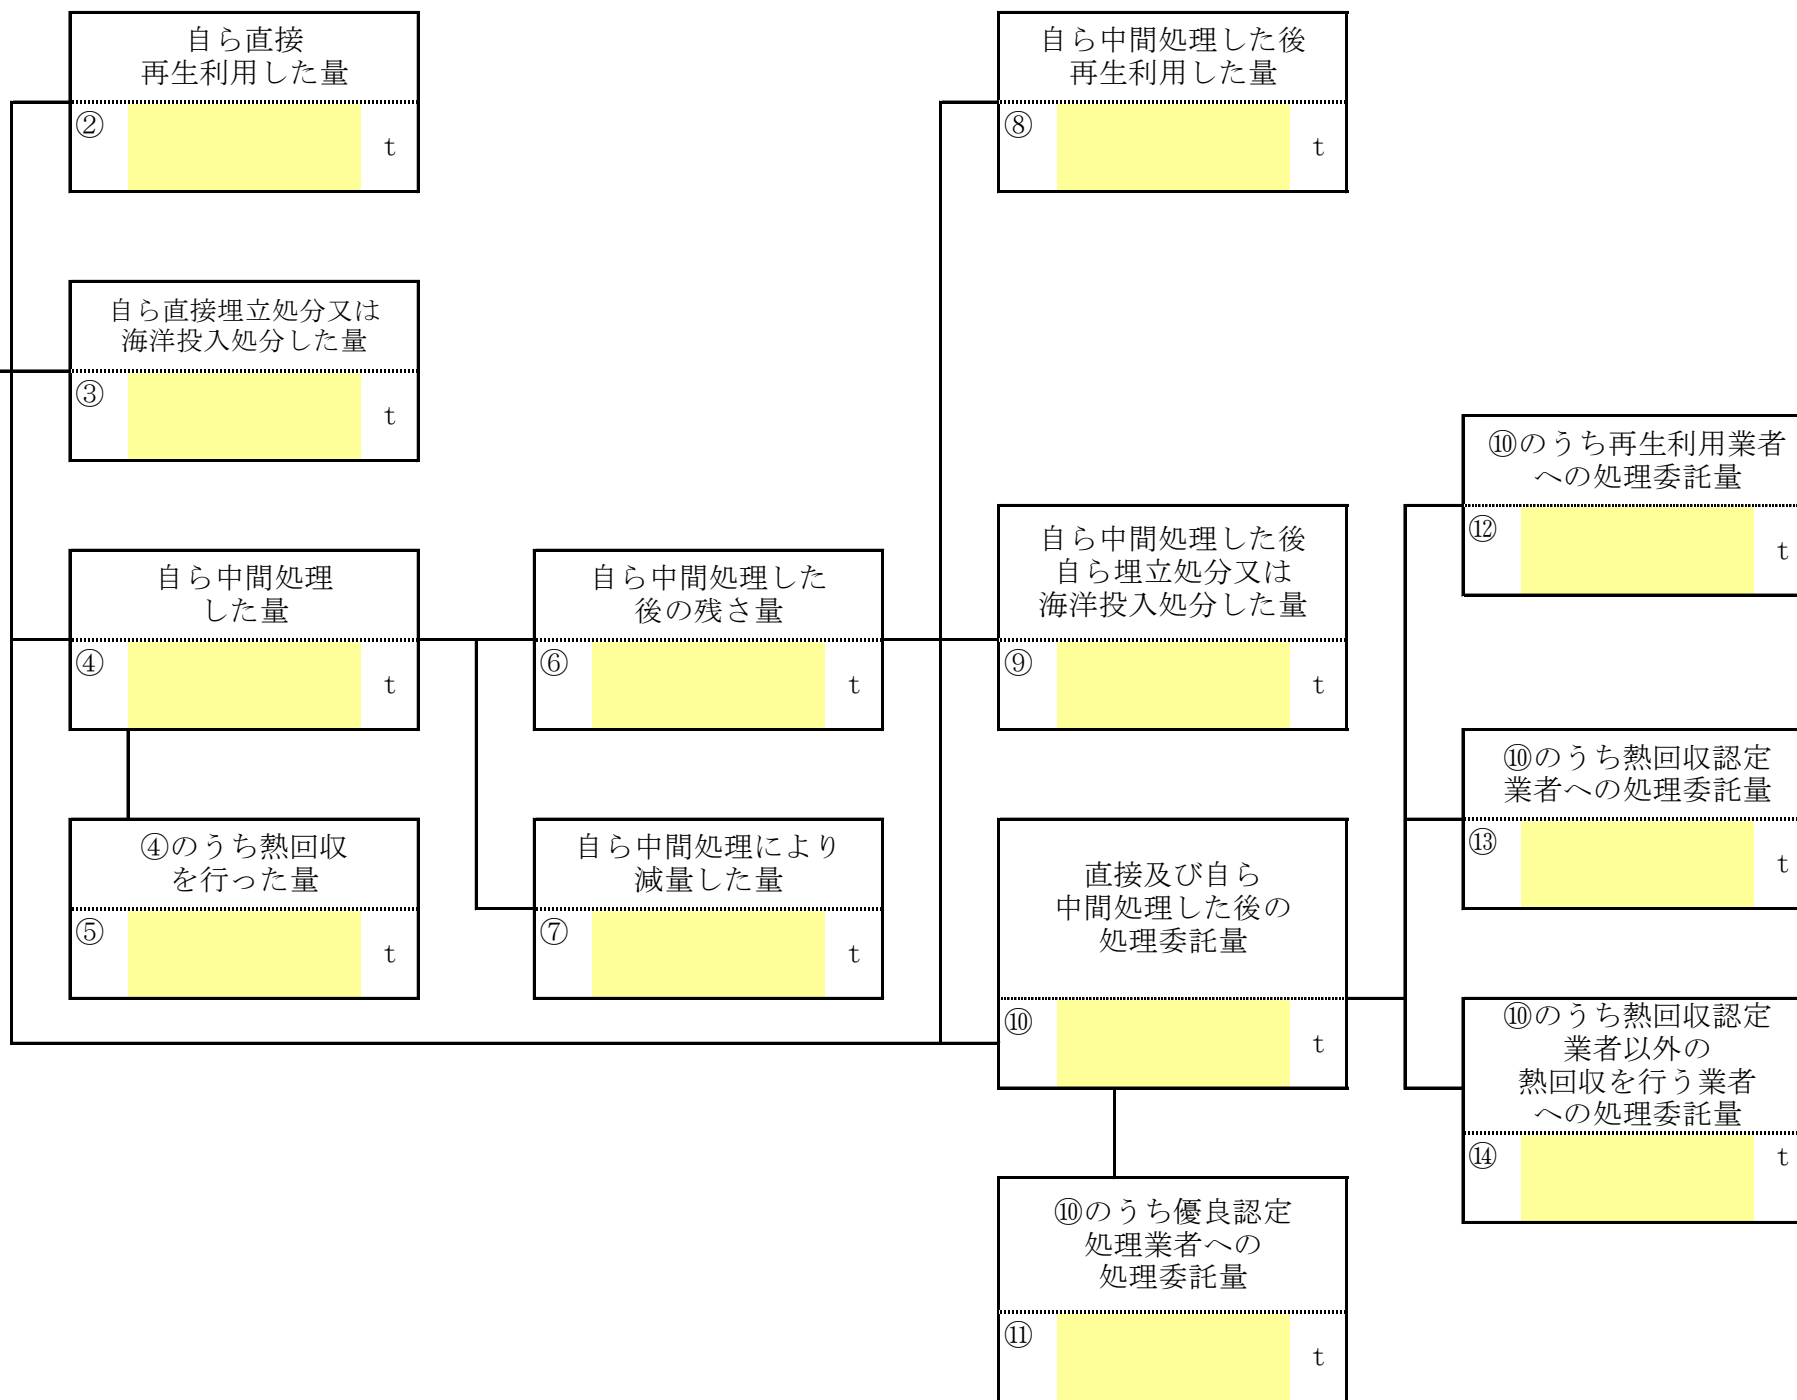 自ら直接
再生利用した量
②
t
自ら中間処理した後
再生利用した量
⑧
t
自ら直接埋立処分又は
海洋投入処分した量
③
t
⑩のうち再生利用業者
への処理委託量
⑫
t
自ら中間処理
した量
④
t
自ら中間処理した
後の残さ量
⑥
t
自ら中間処理した後
自ら埋立処分又は
海洋投入処分した量
⑨
t
⑩のうち熱回収認定
業者への処理委託量
⑬
t
④のうち熱回収
を行った量
⑤
t
自ら中間処理により
減量した量
⑦
t
直接及び自ら
中間処理した後の
処理委託量
⑩
t
⑩のうち熱回収認定
業者以外の
熱回収を行う業者
への処理委託量
⑭
t
⑩のうち優良認定
処理業者への
処理委託量
⑪
t